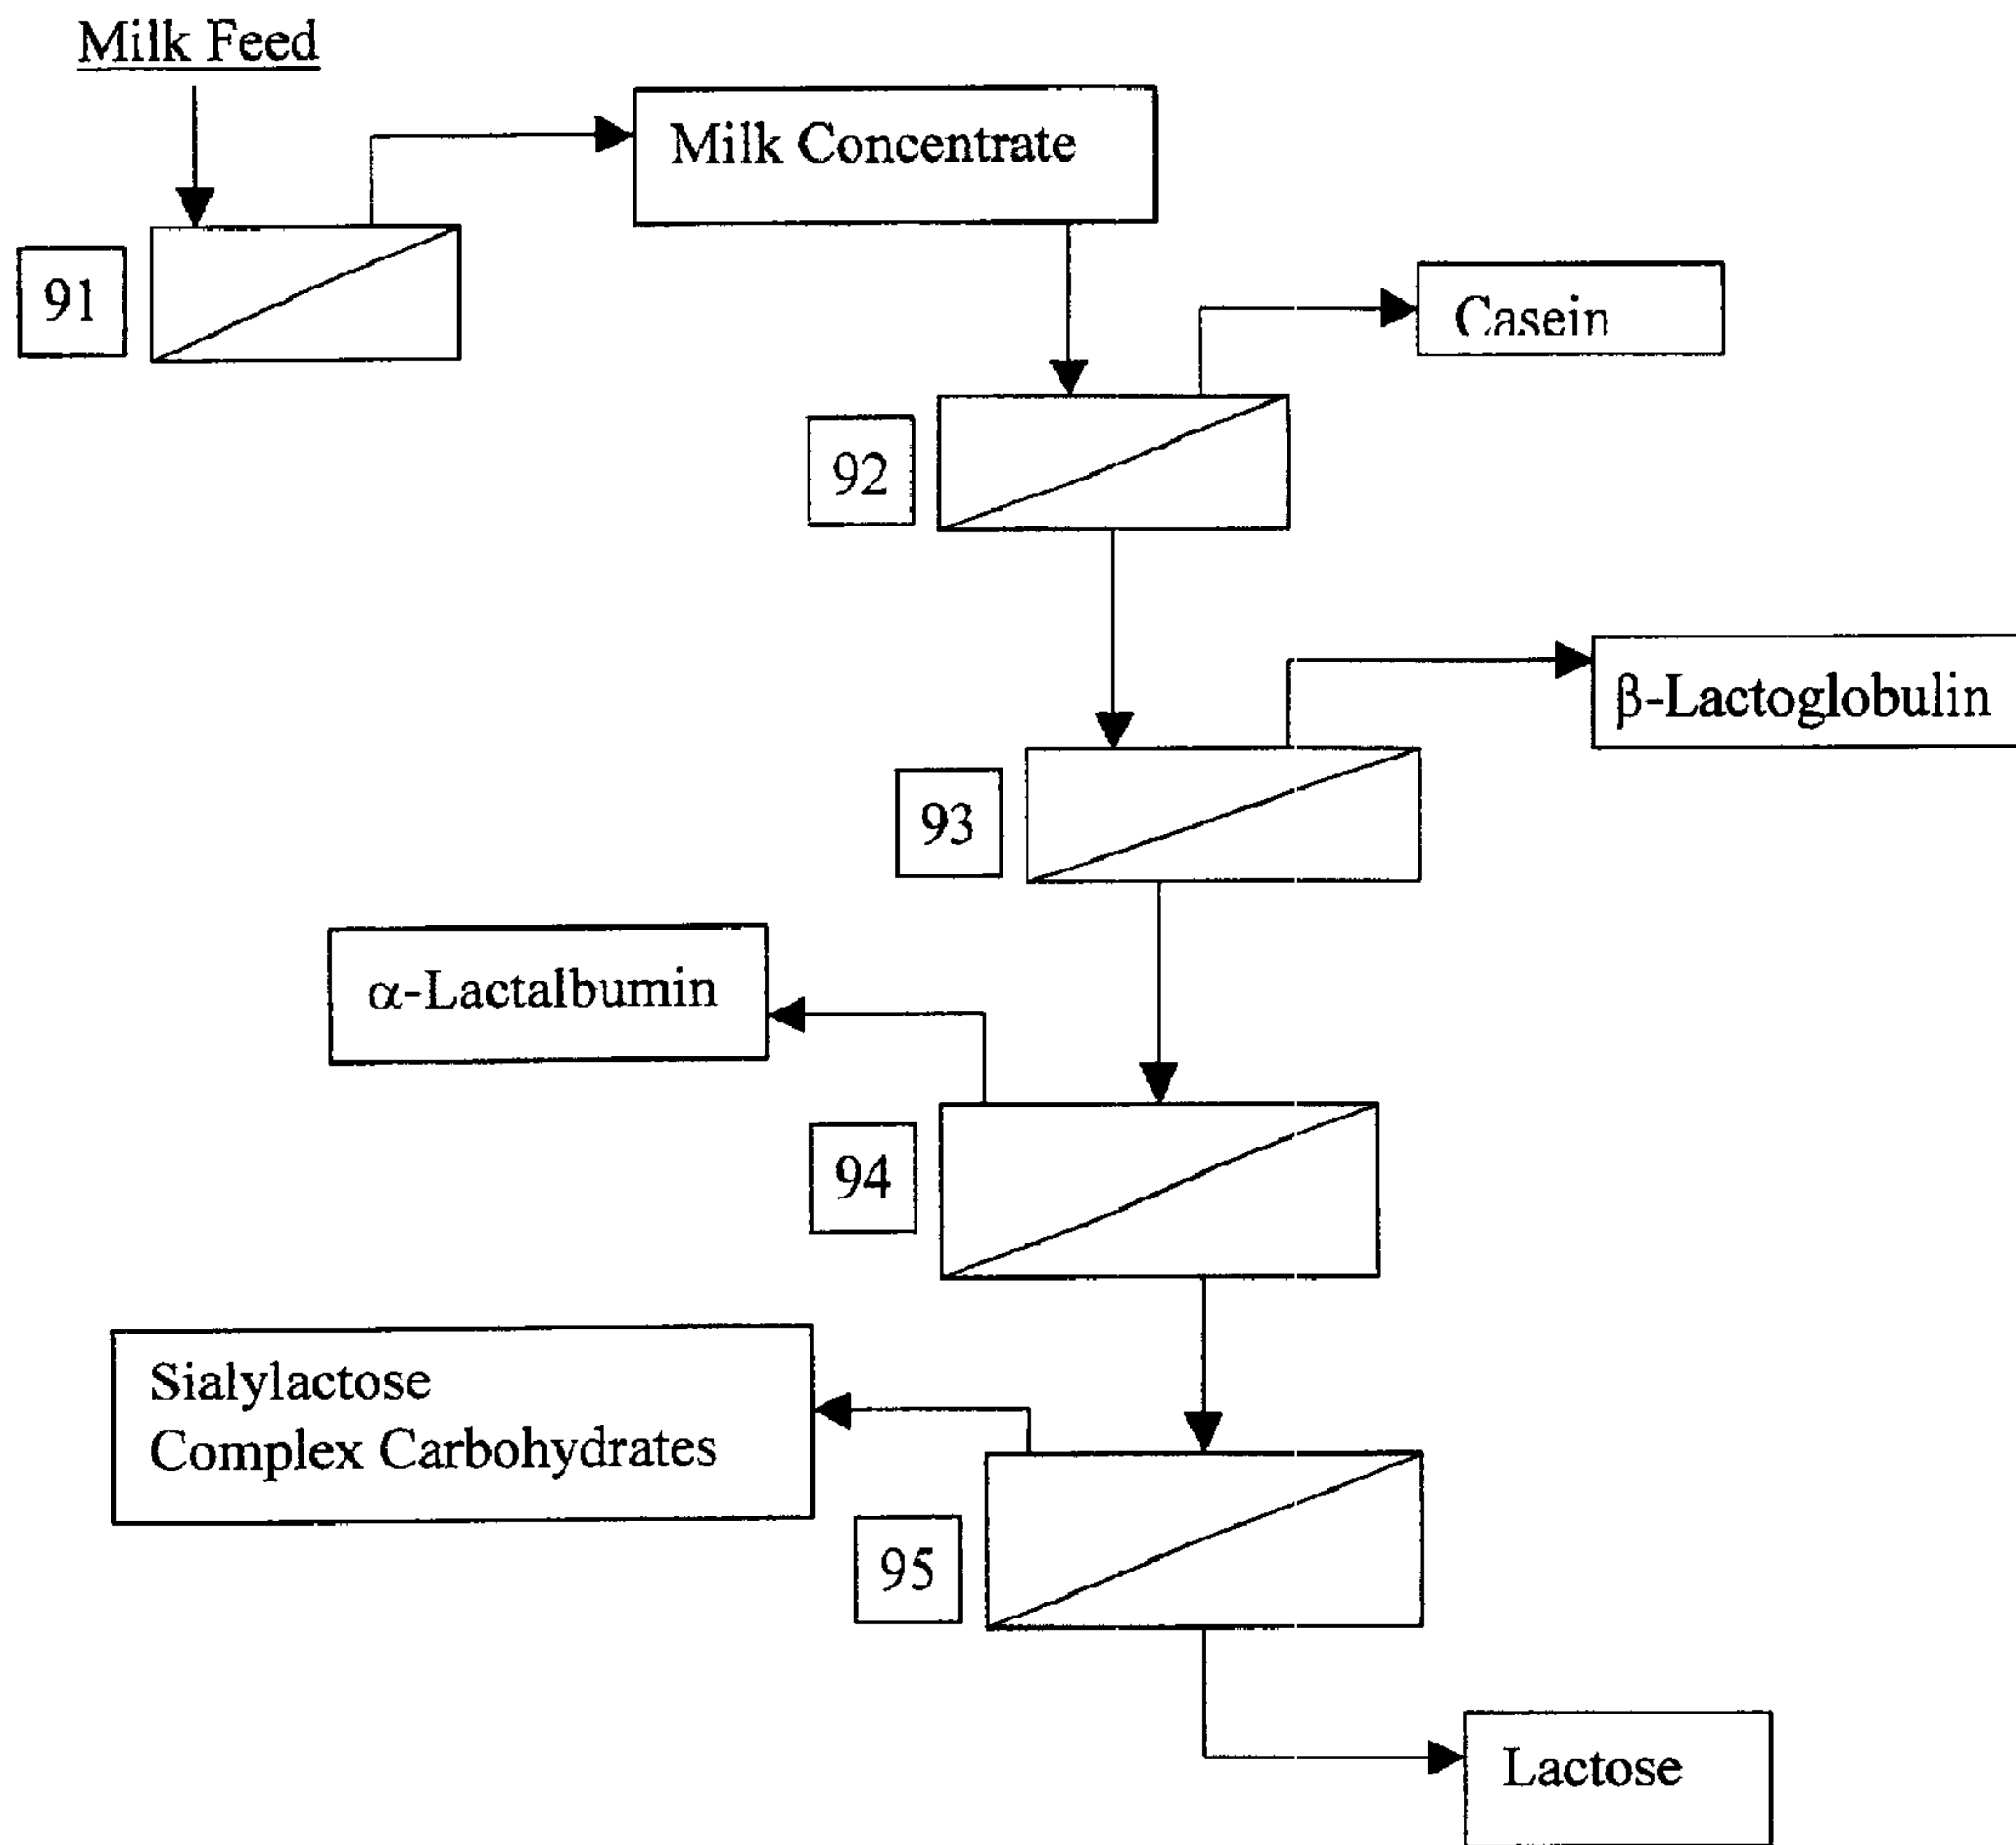 Milk Feed
Milk Concentrate
91
Casein
92
β-Lactoglobulin
93
α-Lactalbumin
94
Sialylactose
Complex Carbohydrates
95
Lactose